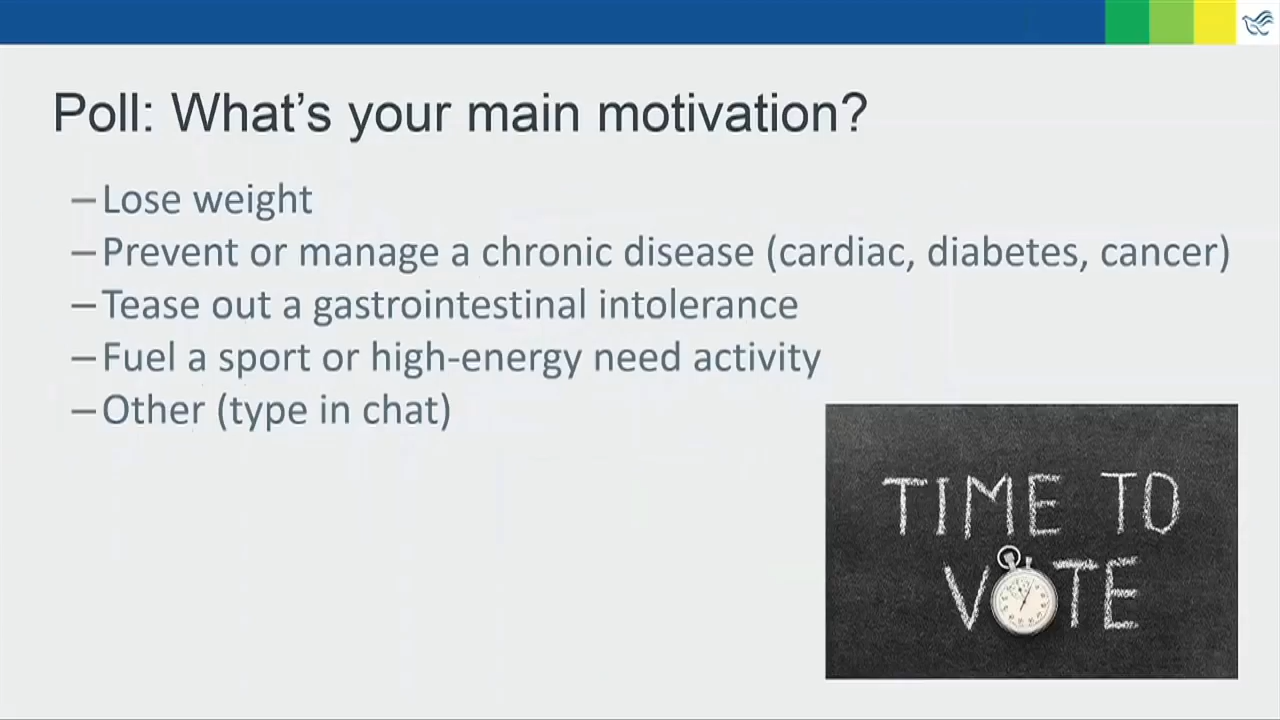 Poll: What’s your main motivation?
–Lose weight
–Prevent or manage a chronic disease (cardiac, diabetes, cancer)
–Tease out a gastrointestinal intolerance
–Fuel a sport or high-energy need activity
–Other (type in chat)
TIME TO
VOTE